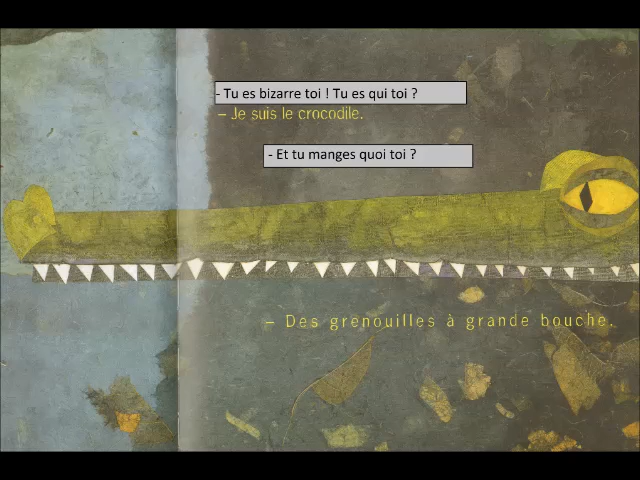 - Tu es bizarre toi ! Tu es qui toi ?
– Je suis le crocodile.
- Et tu manges quoi toi ?
– Des grenouilles à grande bouche.